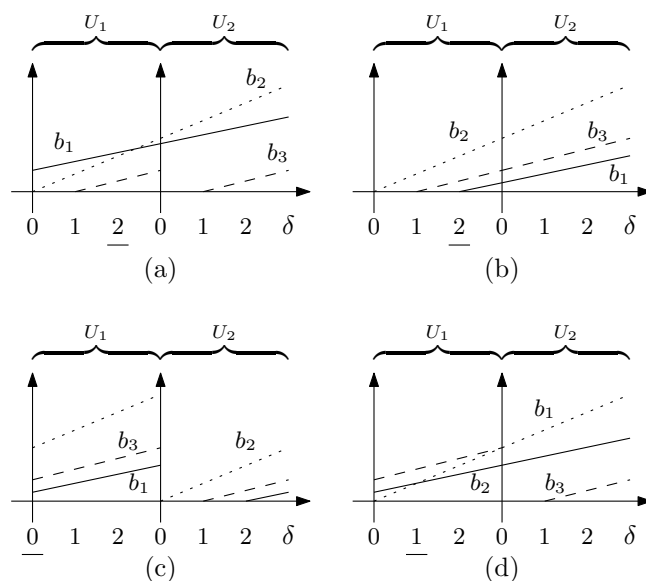 U₁ U₂ U₁ U₂
b₂
b₁ b₂ b₃
b₃ b₁
0 1 2 0 1 2 δ 0 1 2 0 1 2 δ
(a) (b)
U₁ U₂ U₁ U₂
b₃ b₂ b₁
b₁ b₂ b₃
0 1 2 0 1 2 δ 0 1 2 0 1 2 δ
(c) (d)